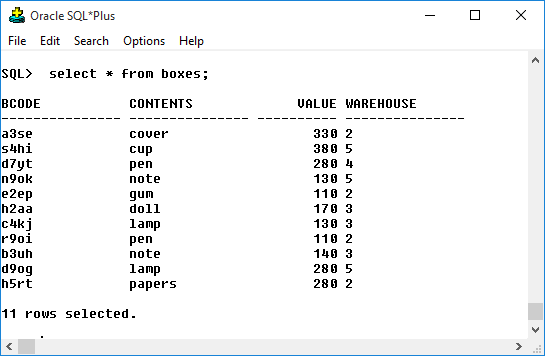 Oracle SQL*Plus
File Edit Search Options Help
SQL>  select * from boxes;
BCODE           CONTENTS             VALUE WAREHOUSE
--------------- --------------- ---------- ---------------
a3se            cover                  330 2
s4hi            cup                    380 5
d7yt            pen                    280 4
n9ok            note                   130 5
e2ep            gum                    110 2
h2aa            doll                   170 3
c4kj            lamp                   130 3
r9oi            pen                    110 2
b3uh            note                   140 3
d9og            lamp                   280 5
h5rt            papers                 280 2
11 rows selected.